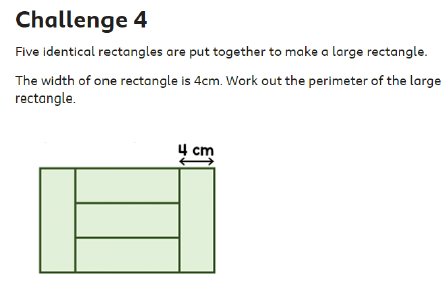 Challenge 4
Five identical rectangles are put together to make a large rectangle.
The width of one rectangle is 4cm. Work out the perimeter of the large
rectangle.
4 cm